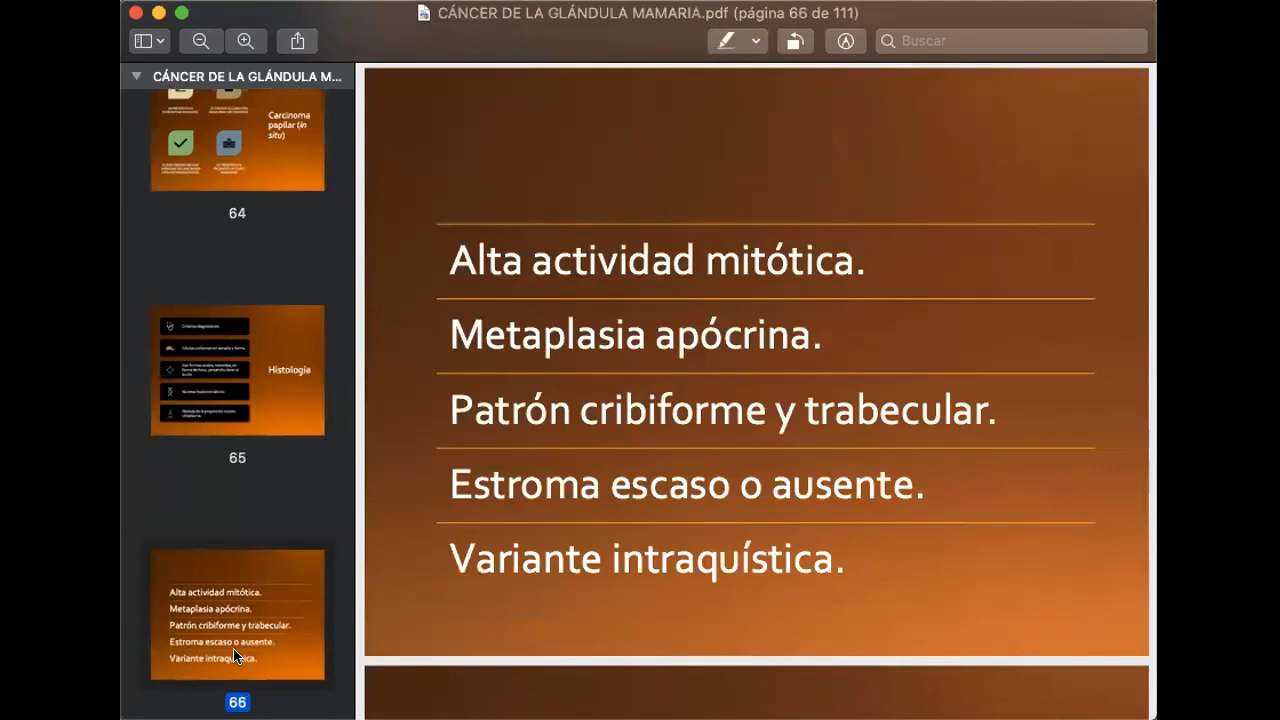 CÁNCER DE LA GLÁNDULA MAMARIA.pdf (página 66 de 111)
Buscar
CÁNCER DE LA GLÁNDULA M...
Carcinoma
papilar (in
situ)
64
Histología
65
Alta actividad mitótica.
Metaplasia apócrina.
Patrón cribiforme y trabecular.
Estroma escaso o ausente.
Variante intraquística.
66
Alta actividad mitótica.
Metaplasia apócrina.
Patrón cribiforme y trabecular.
Estroma escaso o ausente.
Variante intraquística.